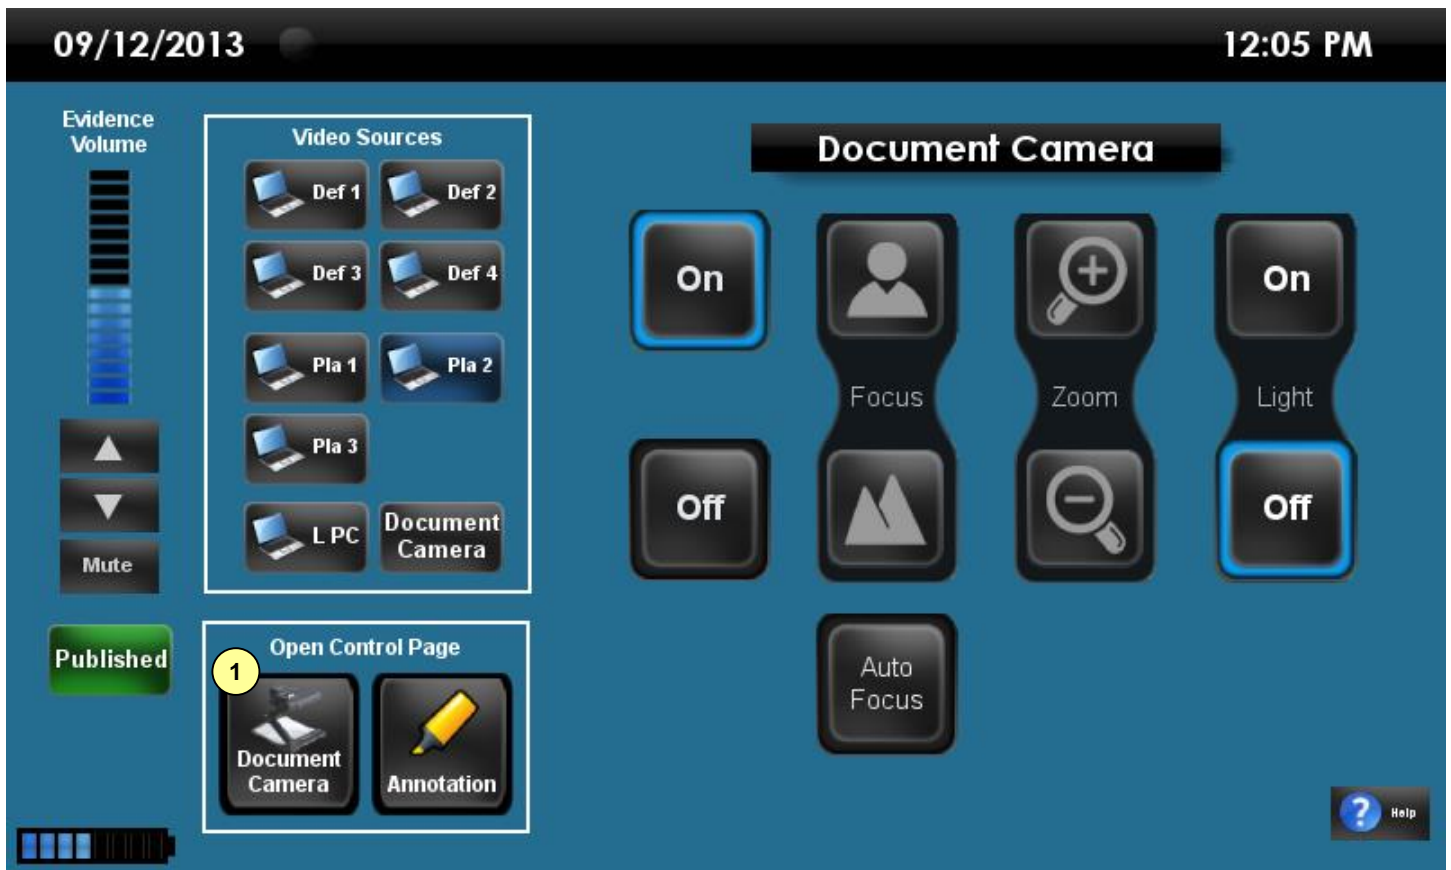 09/12/2013
12:05 PM
Evidence
Volume
Mute
Published
Video Sources
Def 1
Def 2
Def 3
Def 4
Pla 1
Pla 2
Pla 3
L PC
Document
Camera
Open Control Page
1
Document
Camera
Annotation
Document Camera
On
Off
Focus
Auto
Focus
Zoom
On
Light
Off
Help